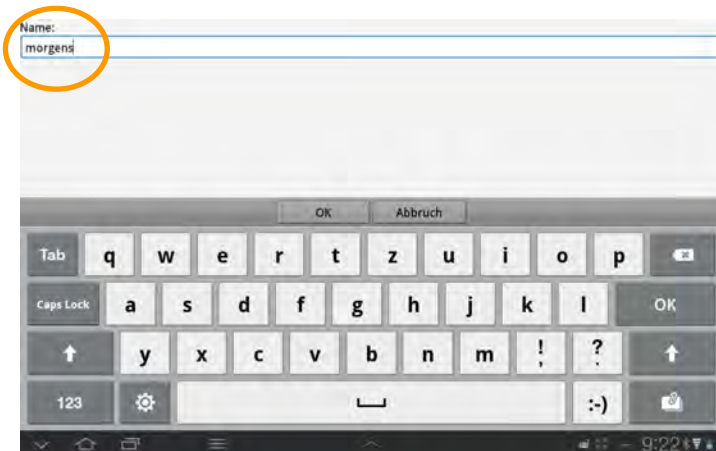 Name:
morgens
OK Abbruch
Tab q w e r t z u i o p
Caps Lock a s d f g h j k l OK
y x c v b n m ! , ? .
123 :-)
9:22